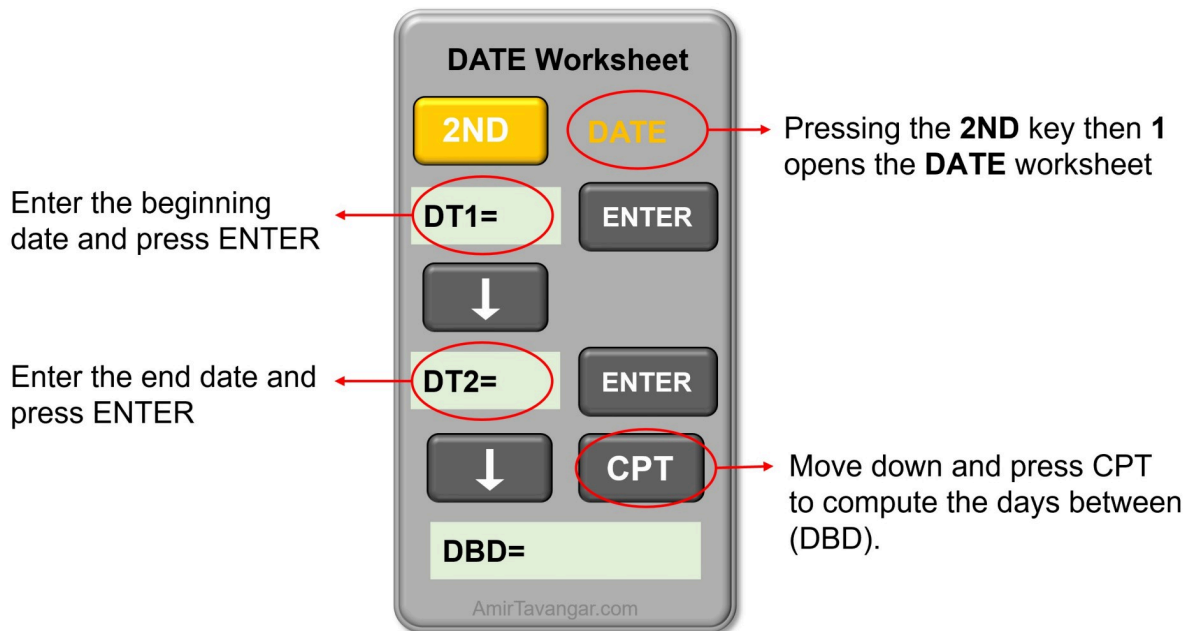 DATE Worksheet
2ND DATE
Pressing the 2ND key then 1
opens the DATE worksheet
Enter the beginning
date and press ENTER
DT1= ENTER
↓
Enter the end date and
press ENTER
DT2= ENTER
↓ CPT
Move down and press CPT
to compute the days between
(DBD).
DBD=
AmirTavangar.com